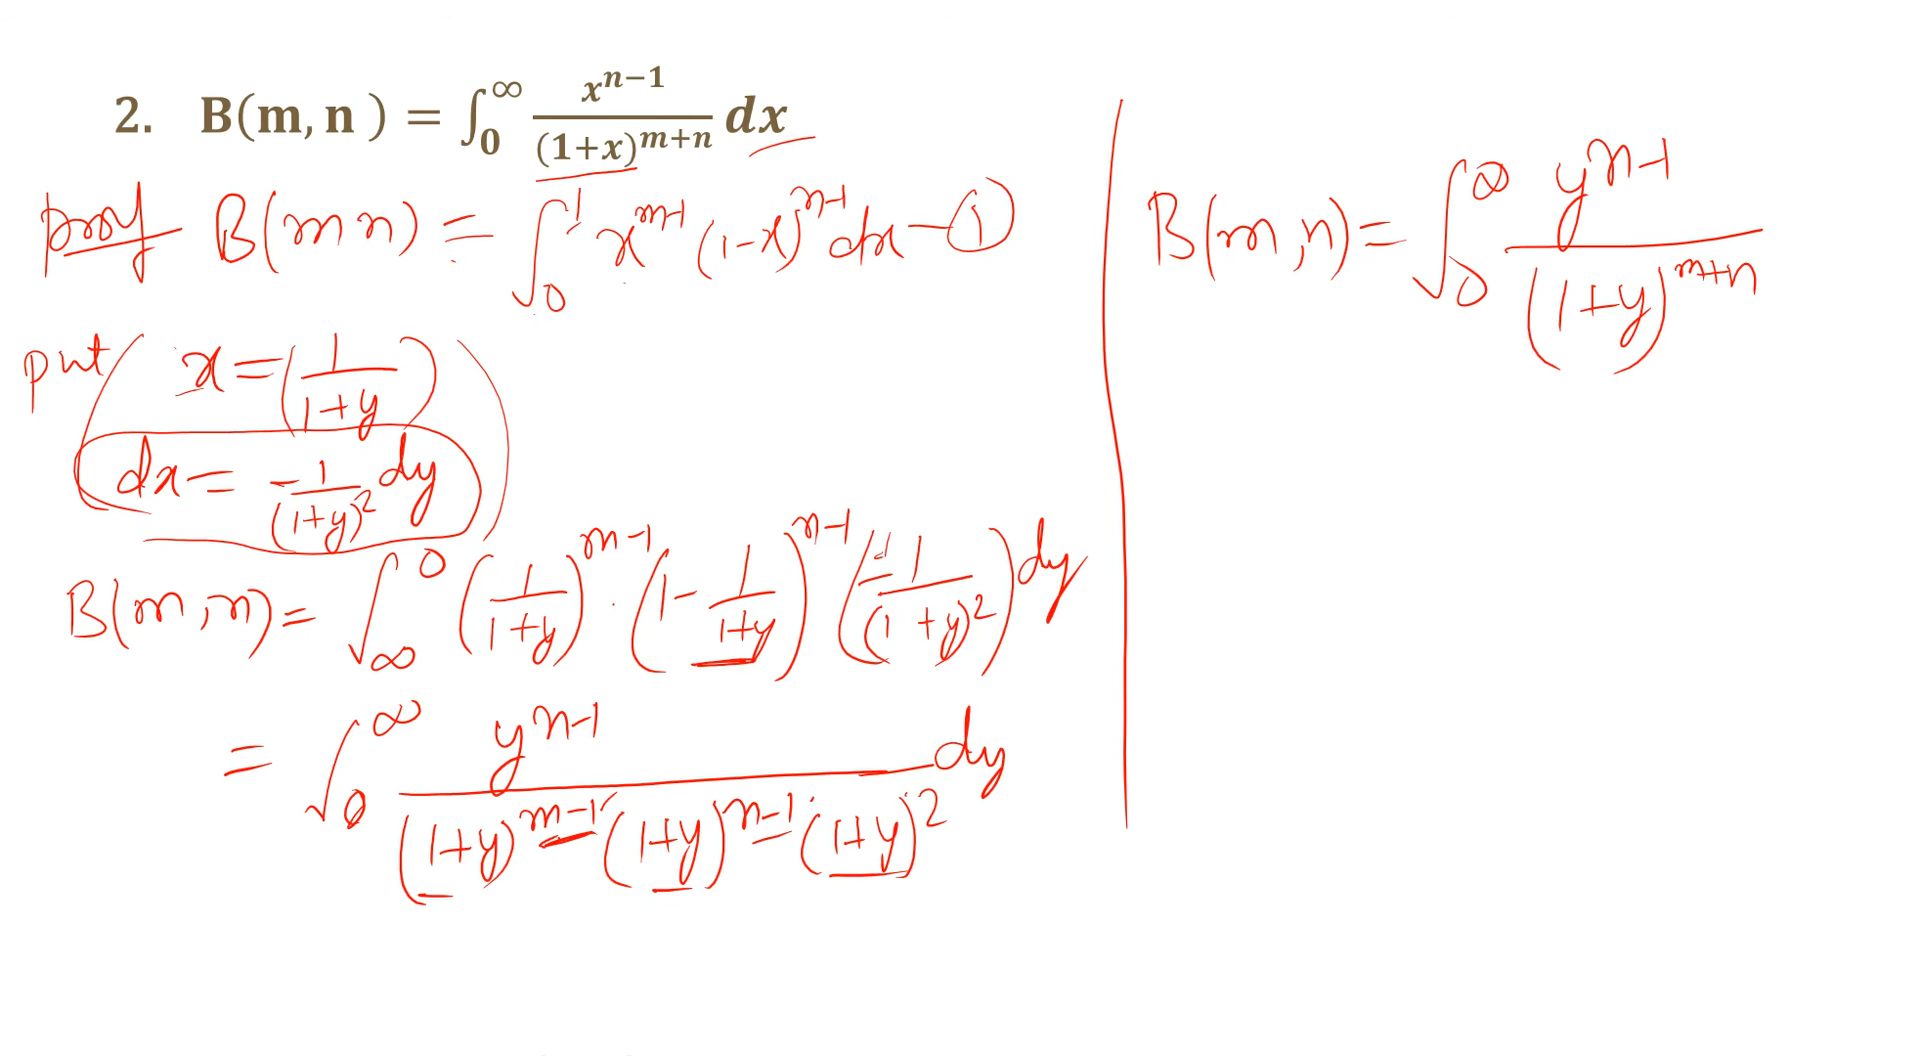 2. B(m, n ) = ∫₀^∞ x^{n−1}/(1+x)^{m+n} dx
proof B(m n) = ∫₀^1 x^{m-1} (1-x)^{n-1} dx — ①
put x = (1/(1+y))
dx = -1/(1+y)² dy
B(m,n) = ∫_∞^0 (1/(1+y))^{m-1} · (1 - 1/(1+y))^{n-1} (-1/(1+y)²) dy
= ∫₀^∞ y^{n-1}/((1+y)^{m-1} (1+y)^{n-1} (1+y)²) dy
B(m,n) = ∫₀^∞ y^{n-1}/(1+y)^{m+n}